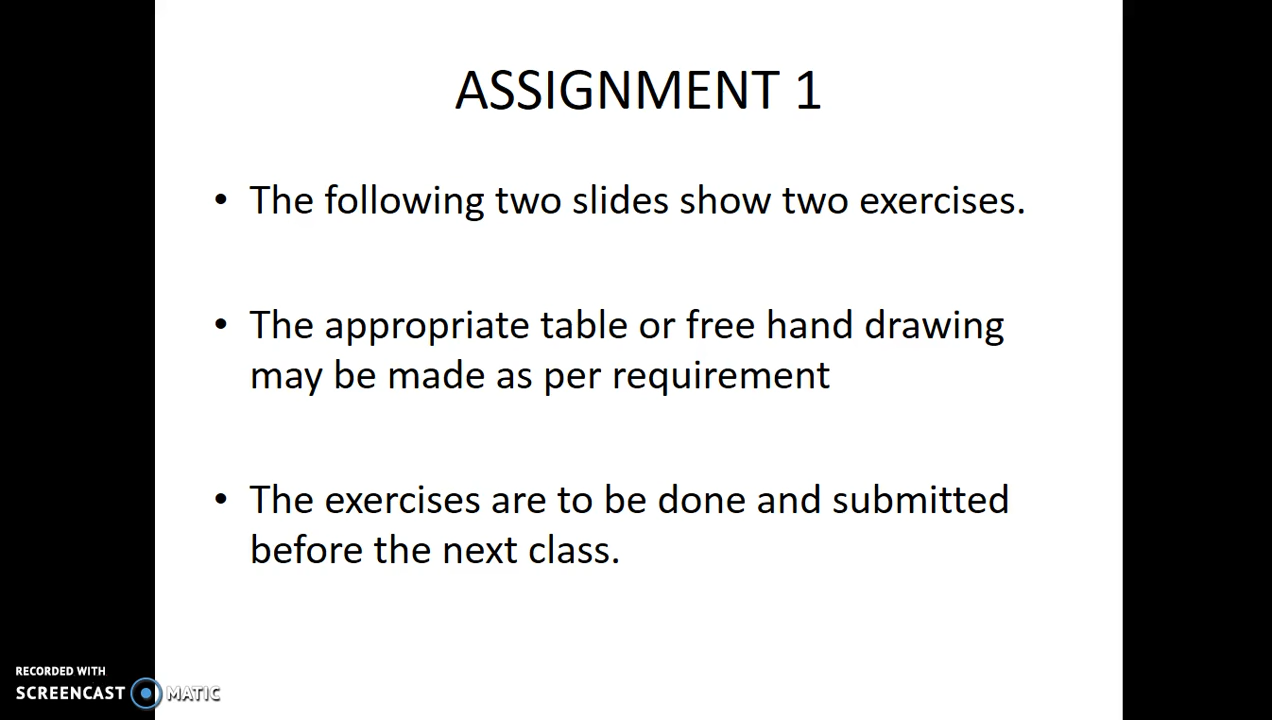 ASSIGNMENT 1
• The following two slides show two exercises.
• The appropriate table or free hand drawing
may be made as per requirement
• The exercises are to be done and submitted
before the next class.
RECORDED WITH
SCREENCAST MATIC